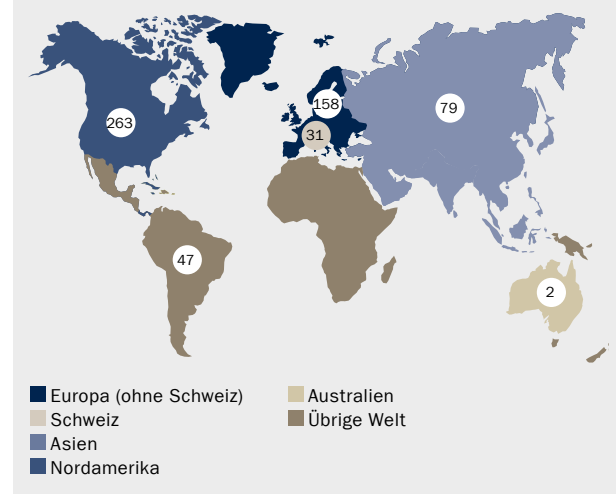 263
158
79
31
47
2
Europa (ohne Schweiz)
Schweiz
Asien
Nordamerika
Australien
Übrige Welt